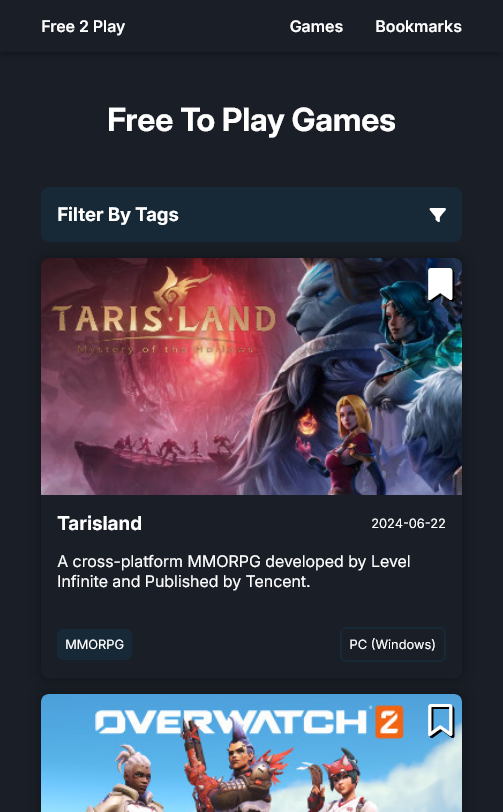 Free 2 Play
Games
Bookmarks
Free To Play Games
Filter By Tags
TARIS·LAND
Mystery of the Hollows
Tarisland
2024-06-22
A cross-platform MMORPG developed by Level
Infinite and Published by Tencent.
MMORPG
PC (Windows)
OVERWATCH 2